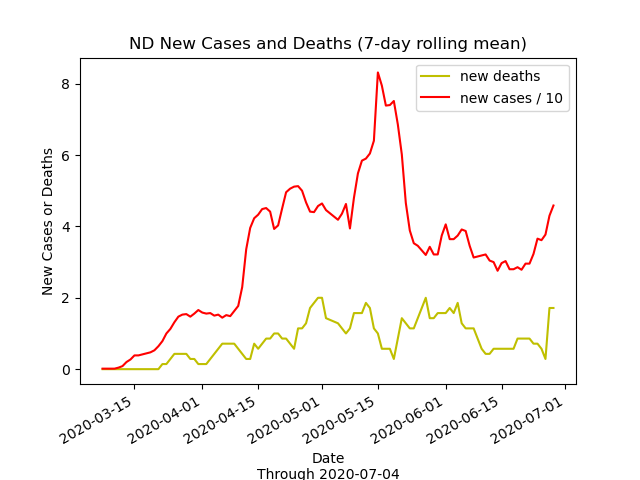 ND New Cases and Deaths (7-day rolling mean)
new deaths
new cases / 10
New Cases or Deaths
8
6
4
2
0
2020-03-15
2020-04-01
2020-04-15
2020-05-01
2020-05-15
2020-06-01
2020-06-15
2020-07-01
Date
Through 2020-07-04